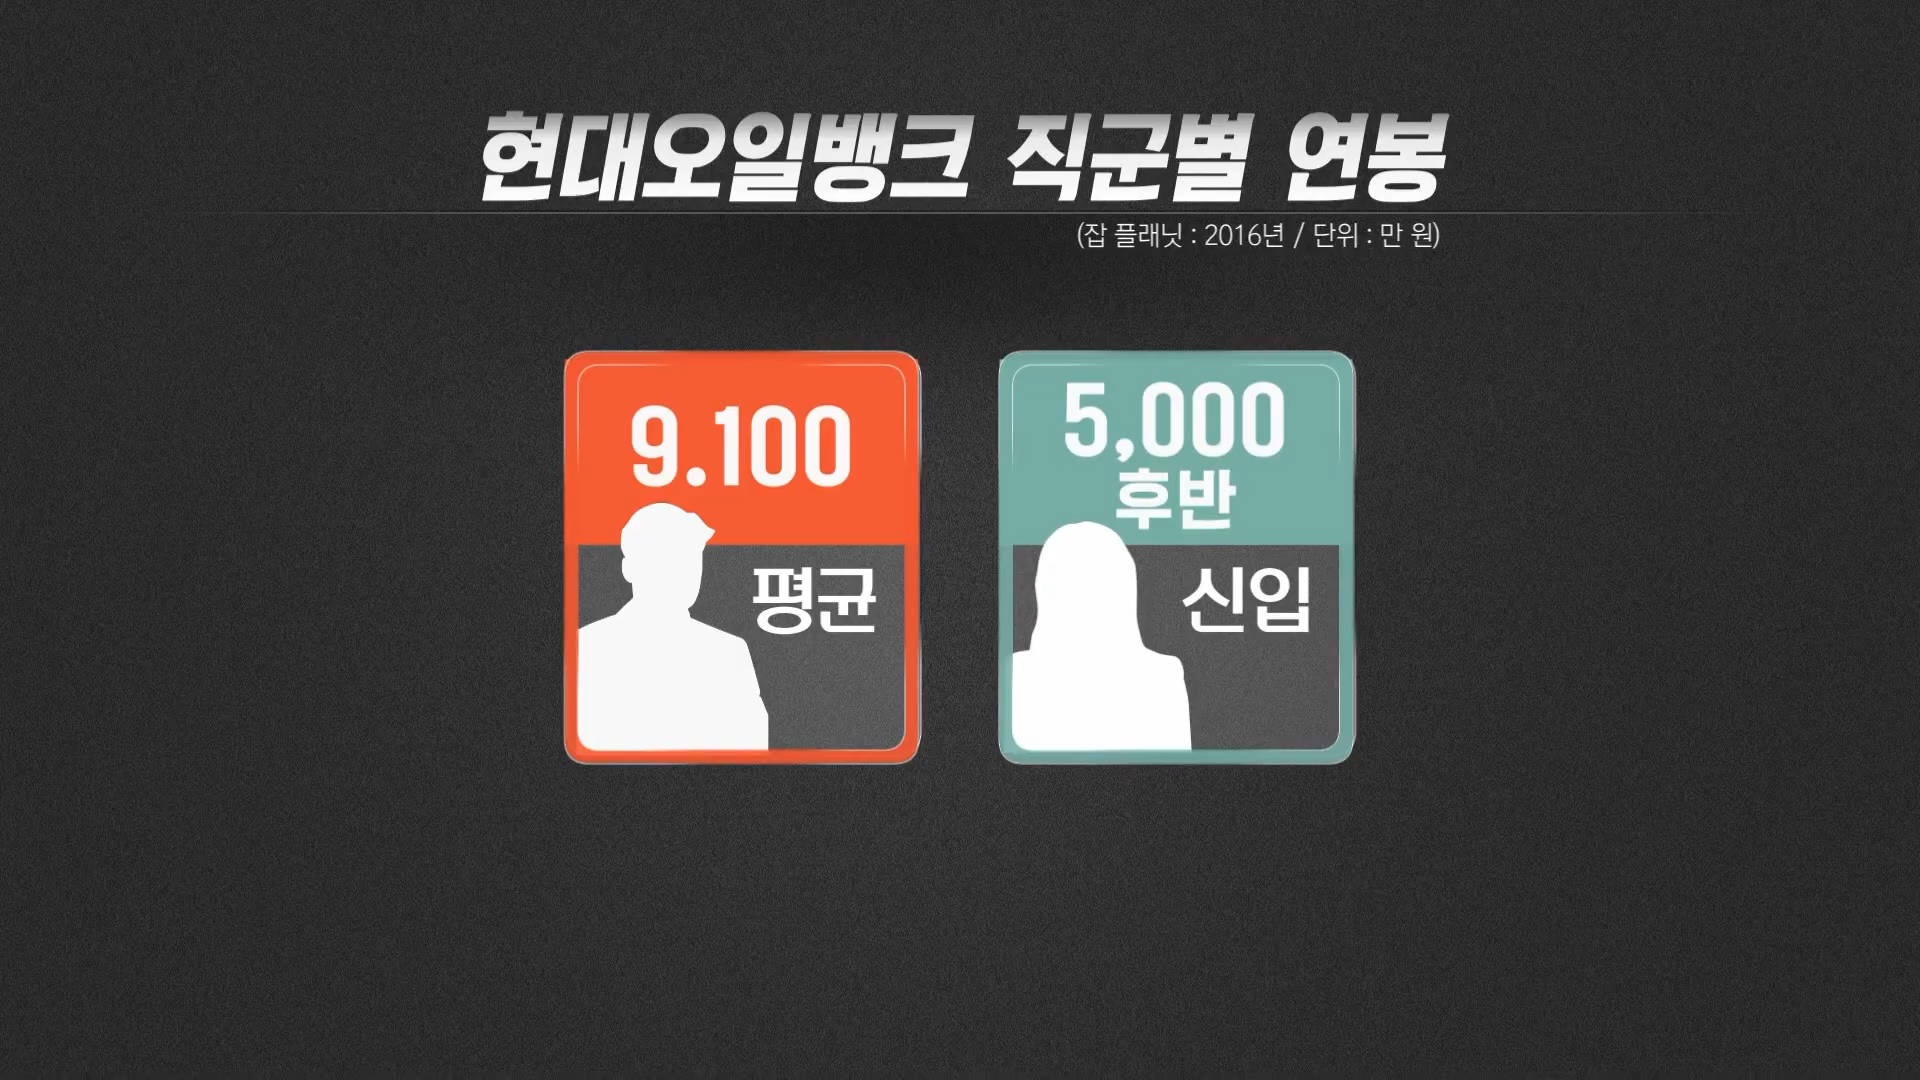 현대오일뱅크 직군별 연봉
(잡 플래닛 : 2016년 / 단위 : 만 원)
9.100
평균
5,000
후반
신입